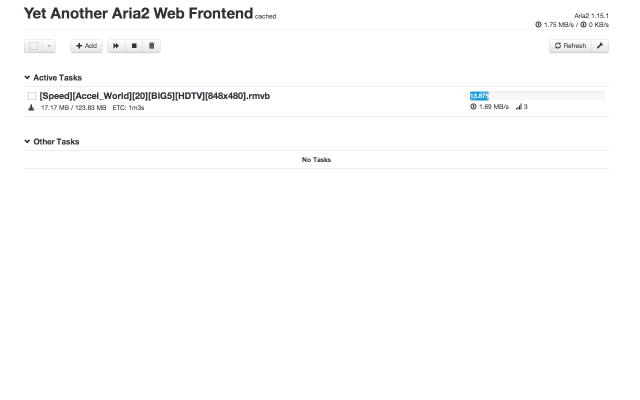 Yet Another Aria2 Web Frontend cached
Aria2 1.15.1
1.75 MB/s / 0 KB/s
Add
Refresh
Active Tasks
[Speed][Accel_World][20][BIG5][HDTV][848x480].rmvb
13.87%
17.17 MB / 123.83 MB ETC: 1m3s
1.69 MB/s 3
Other Tasks
No Tasks